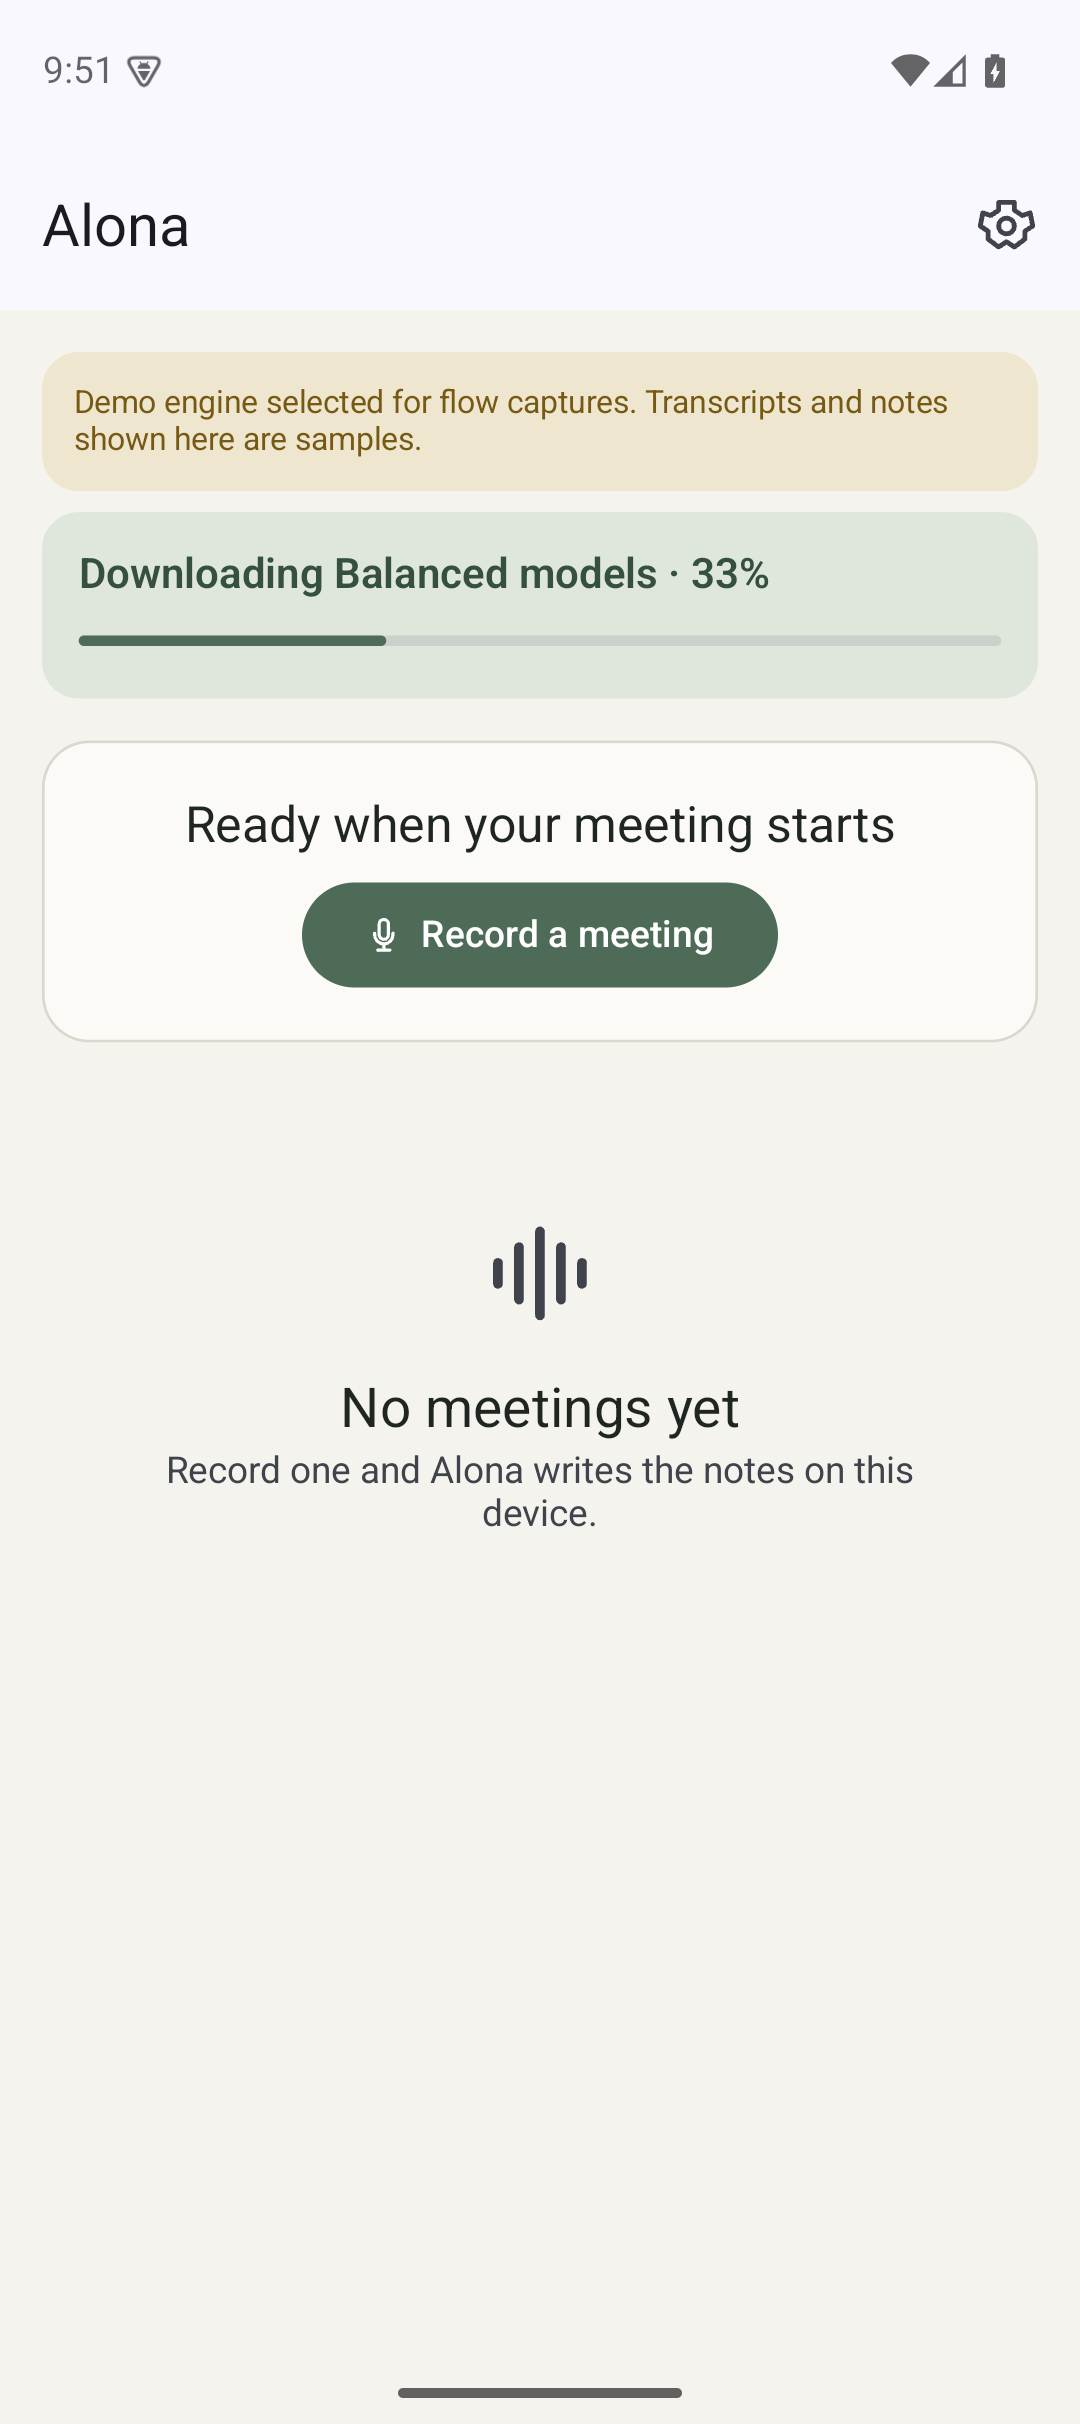 9:51
Alona
Demo engine selected for flow captures. Transcripts and notes
shown here are samples.
Downloading Balanced models · 33%
Ready when your meeting starts
Record a meeting
No meetings yet
Record one and Alona writes the notes on this
device.